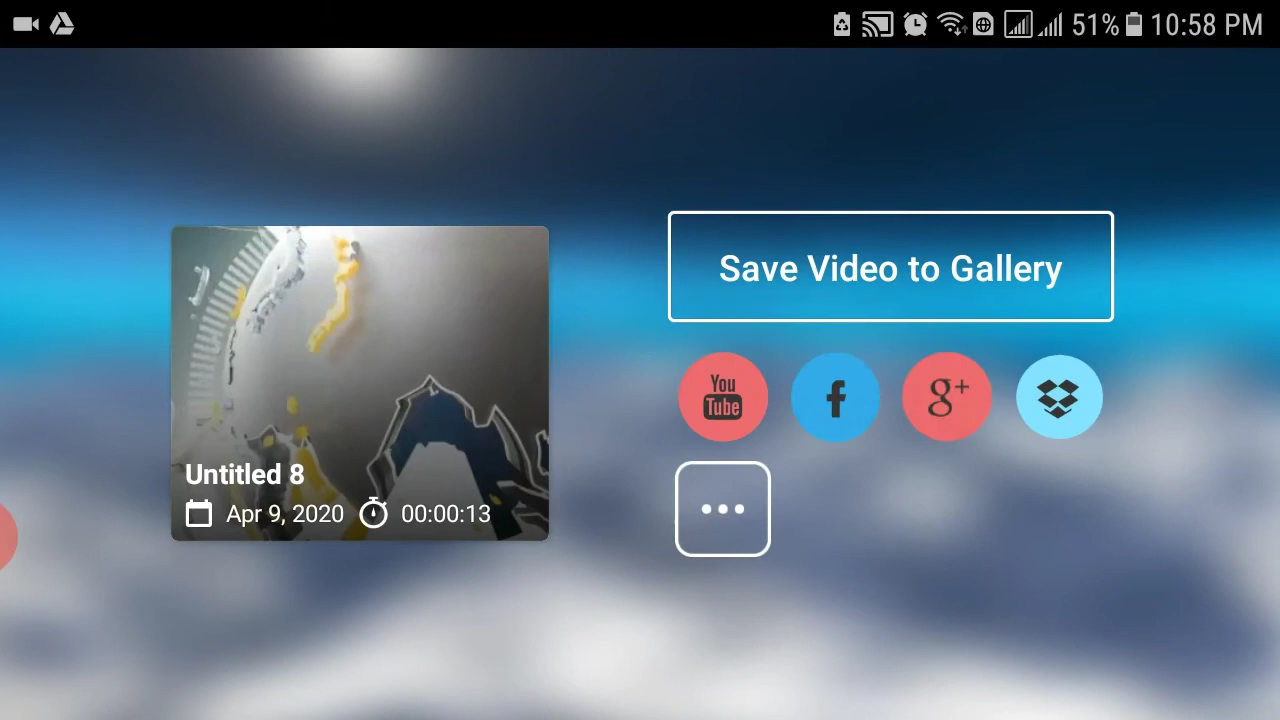 51% 10:58 PM
Save Video to Gallery
You
Tube
f
g+
Untitled 8
Apr 9, 2020 00:00:13